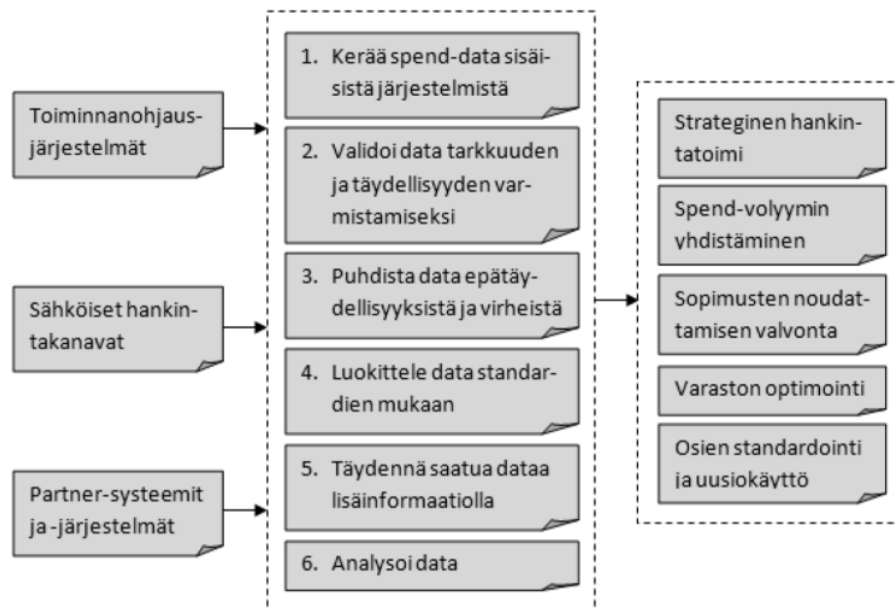 Toiminnanohjaus-
järjestelmät
Sähköiset hankin-
takanavat
Partner-systeemit
ja -järjestelmät
1. Kerää spend-data sisäi-
sistä järjestelmistä
2. Validoi data tarkkuuden
ja täydellisyyden var-
mistamiseksi
3. Puhdista data epätäy-
dellisyyksistä ja virheistä
4. Luokittele data standar-
dien mukaan
5. Täydennä saatua dataa
lisäinformaatiolla
6. Analysoi data
Strateginen hankin-
tatoimi
Spend-volyymin
yhdistäminen
Sopimusten noudat-
tamisen valvonta
Varaston optimointi
Osien standardointi
ja uusiokäyttö